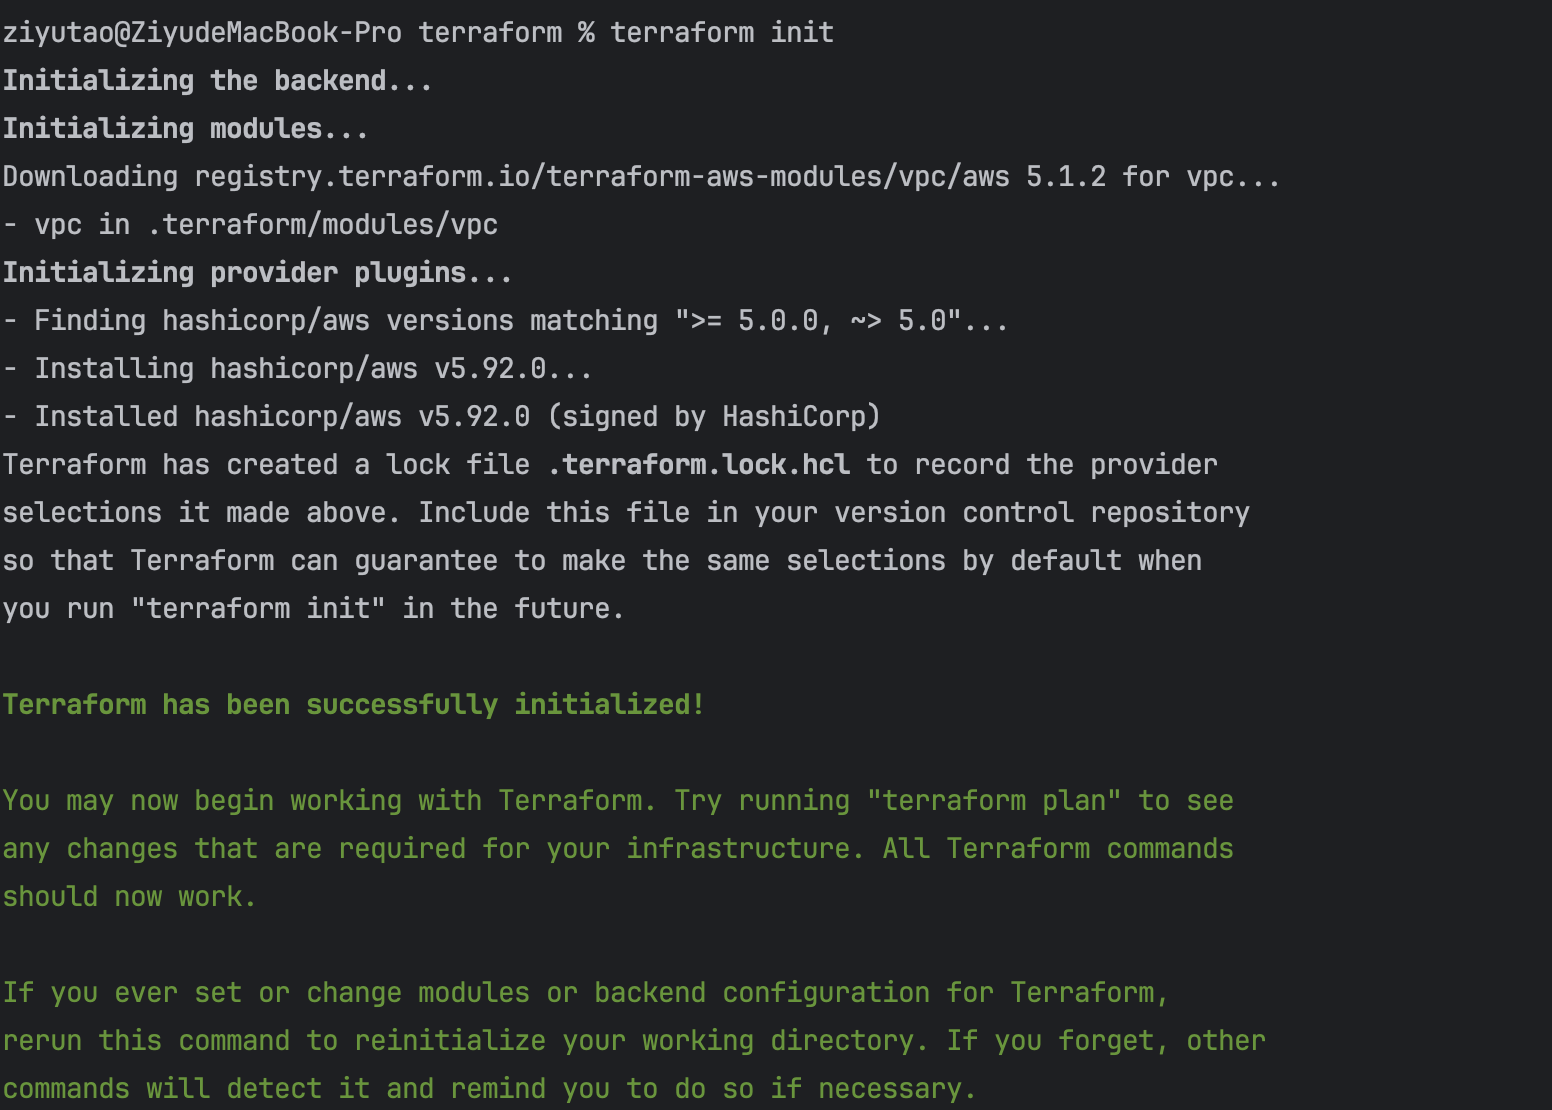 ziyutao@ZiyudeMacBook-Pro terraform % terraform init
Initializing the backend...
Initializing modules...
Downloading registry.terraform.io/terraform-aws-modules/vpc/aws 5.1.2 for vpc...
- vpc in .terraform/modules/vpc
Initializing provider plugins...
- Finding hashicorp/aws versions matching ">= 5.0.0, ~> 5.0"...
- Installing hashicorp/aws v5.92.0...
- Installed hashicorp/aws v5.92.0 (signed by HashiCorp)
Terraform has created a lock file .terraform.lock.hcl to record the provider
selections it made above. Include this file in your version control repository
so that Terraform can guarantee to make the same selections by default when
you run "terraform init" in the future.
Terraform has been successfully initialized!
You may now begin working with Terraform. Try running "terraform plan" to see
any changes that are required for your infrastructure. All Terraform commands
should now work.
If you ever set or change modules or backend configuration for Terraform,
rerun this command to reinitialize your working directory. If you forget, other
commands will detect it and remind you to do so if necessary.